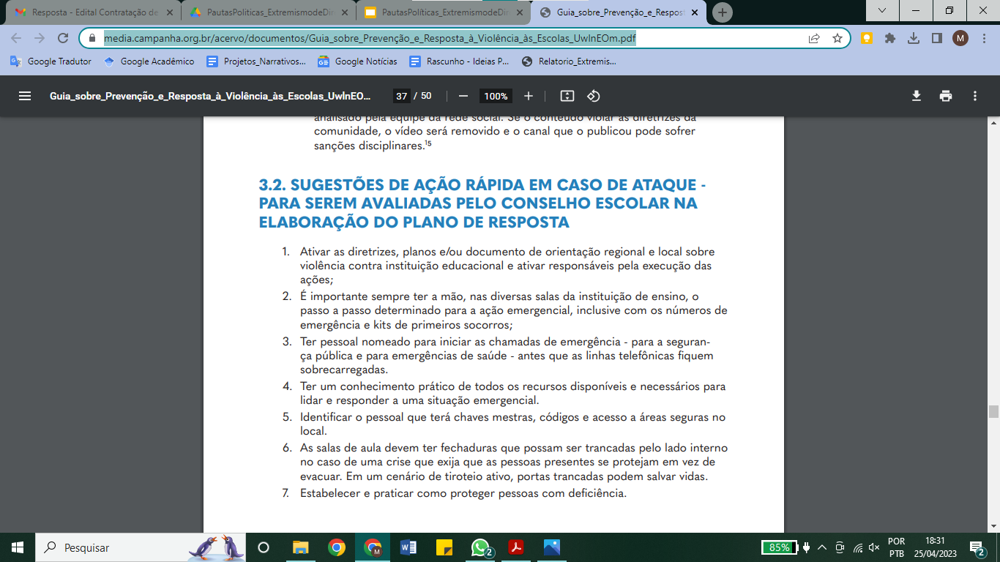 Resposta - Edital Contratação de
PautasPoliticas_ExtremismodeDir
PautasPolíticas_ExtremismodeDir
Guia_sobre_Prevenção_e_Respost
media.campanha.org.br/acervo/documentos/Guia_sobre_Prevenção_e_Resposta_à_Violência_às_Escolas_UwlnEOm.pdf
M
Google Tradutor
Google Acadêmico
Projetos_Narrativos...
Google Notícias
Rascunho - Ideias P...
Relatorio_Extremis...
Guia_sobre_Prevenção_e_Resposta_à_Violência_às_Escolas_UwlnEO...
37 / 50
100%
analisado pela equipe da rede social. Se o conteúdo violar as diretrizes da
comunidade, o vídeo será removido e o canal que o publicou pode sofrer
sanções disciplinares.15
3.2. SUGESTÕES DE AÇÃO RÁPIDA EM CASO DE ATAQUE -
PARA SEREM AVALIADAS PELO CONSELHO ESCOLAR NA
ELABORAÇÃO DO PLANO DE RESPOSTA
1. Ativar as diretrizes, planos e/ou documento de orientação regional e local sobre
violência contra instituição educacional e ativar responsáveis pela execução das
ações;
2. É importante sempre ter a mão, nas diversas salas da instituição de ensino, o
passo a passo determinado para a ação emergencial, inclusive com os números de
emergência e kits de primeiros socorros;
3. Ter pessoal nomeado para iniciar as chamadas de emergência - para a seguran-
ça pública e para emergências de saúde - antes que as linhas telefônicas fiquem
sobrecarregadas.
4. Ter um conhecimento prático de todos os recursos disponíveis e necessários para
lidar e responder a uma situação emergencial.
5. Identificar o pessoal que terá chaves mestras, códigos e acesso a áreas seguras no
local.
6. As salas de aula devem ter fechaduras que possam ser trancadas pelo lado interno
no caso de uma crise que exija que as pessoas presentes se protejam em vez de
evacuar. Em um cenário de tiroteio ativo, portas trancadas podem salvar vidas.
7. Estabelecer e praticar como proteger pessoas com deficiência.
Pesquisar
M
2
85%
POR
PTB
18:31
25/04/2023
2